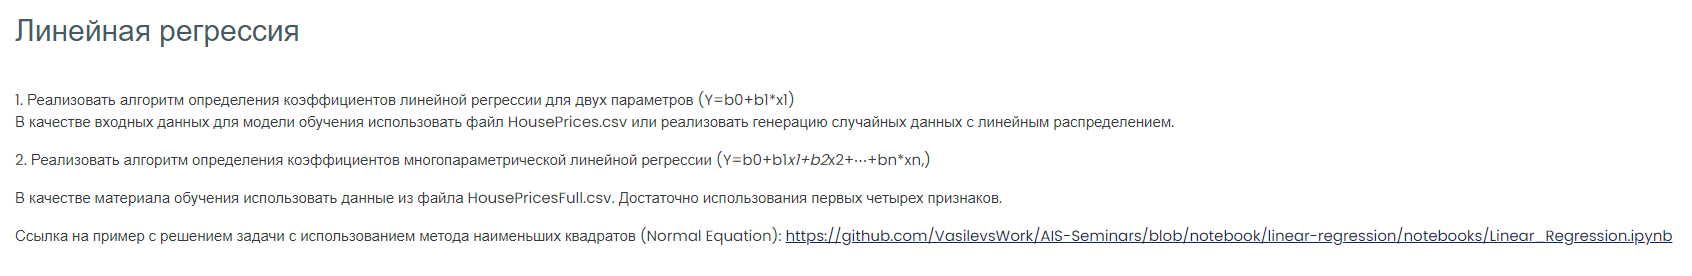 Линейная регрессия
1. Реализовать алгоритм определения коэффициентов линейной регрессии для двух параметров (Y=b0+b1*x1)
В качестве входных данных для модели обучения использовать файл HousePrices.csv или реализовать генерацию случайных данных с линейным распределением.
2. Реализовать алгоритм определения коэффициентов многопараметрической линейной регрессии (Y=b0+b1x1+b2x2+⋯+bn*xn,)
В качестве материала обучения использовать данные из файла HousePricesFull.csv. Достаточно использования первых четырех признаков.
Ссылка на пример с решением задачи с использованием метода наименьших квадратов (Normal Equation): https://github.com/VasilevsWork/AIS-Seminars/blob/notebook/linear-regression/notebooks/Linear_Regression.ipynb